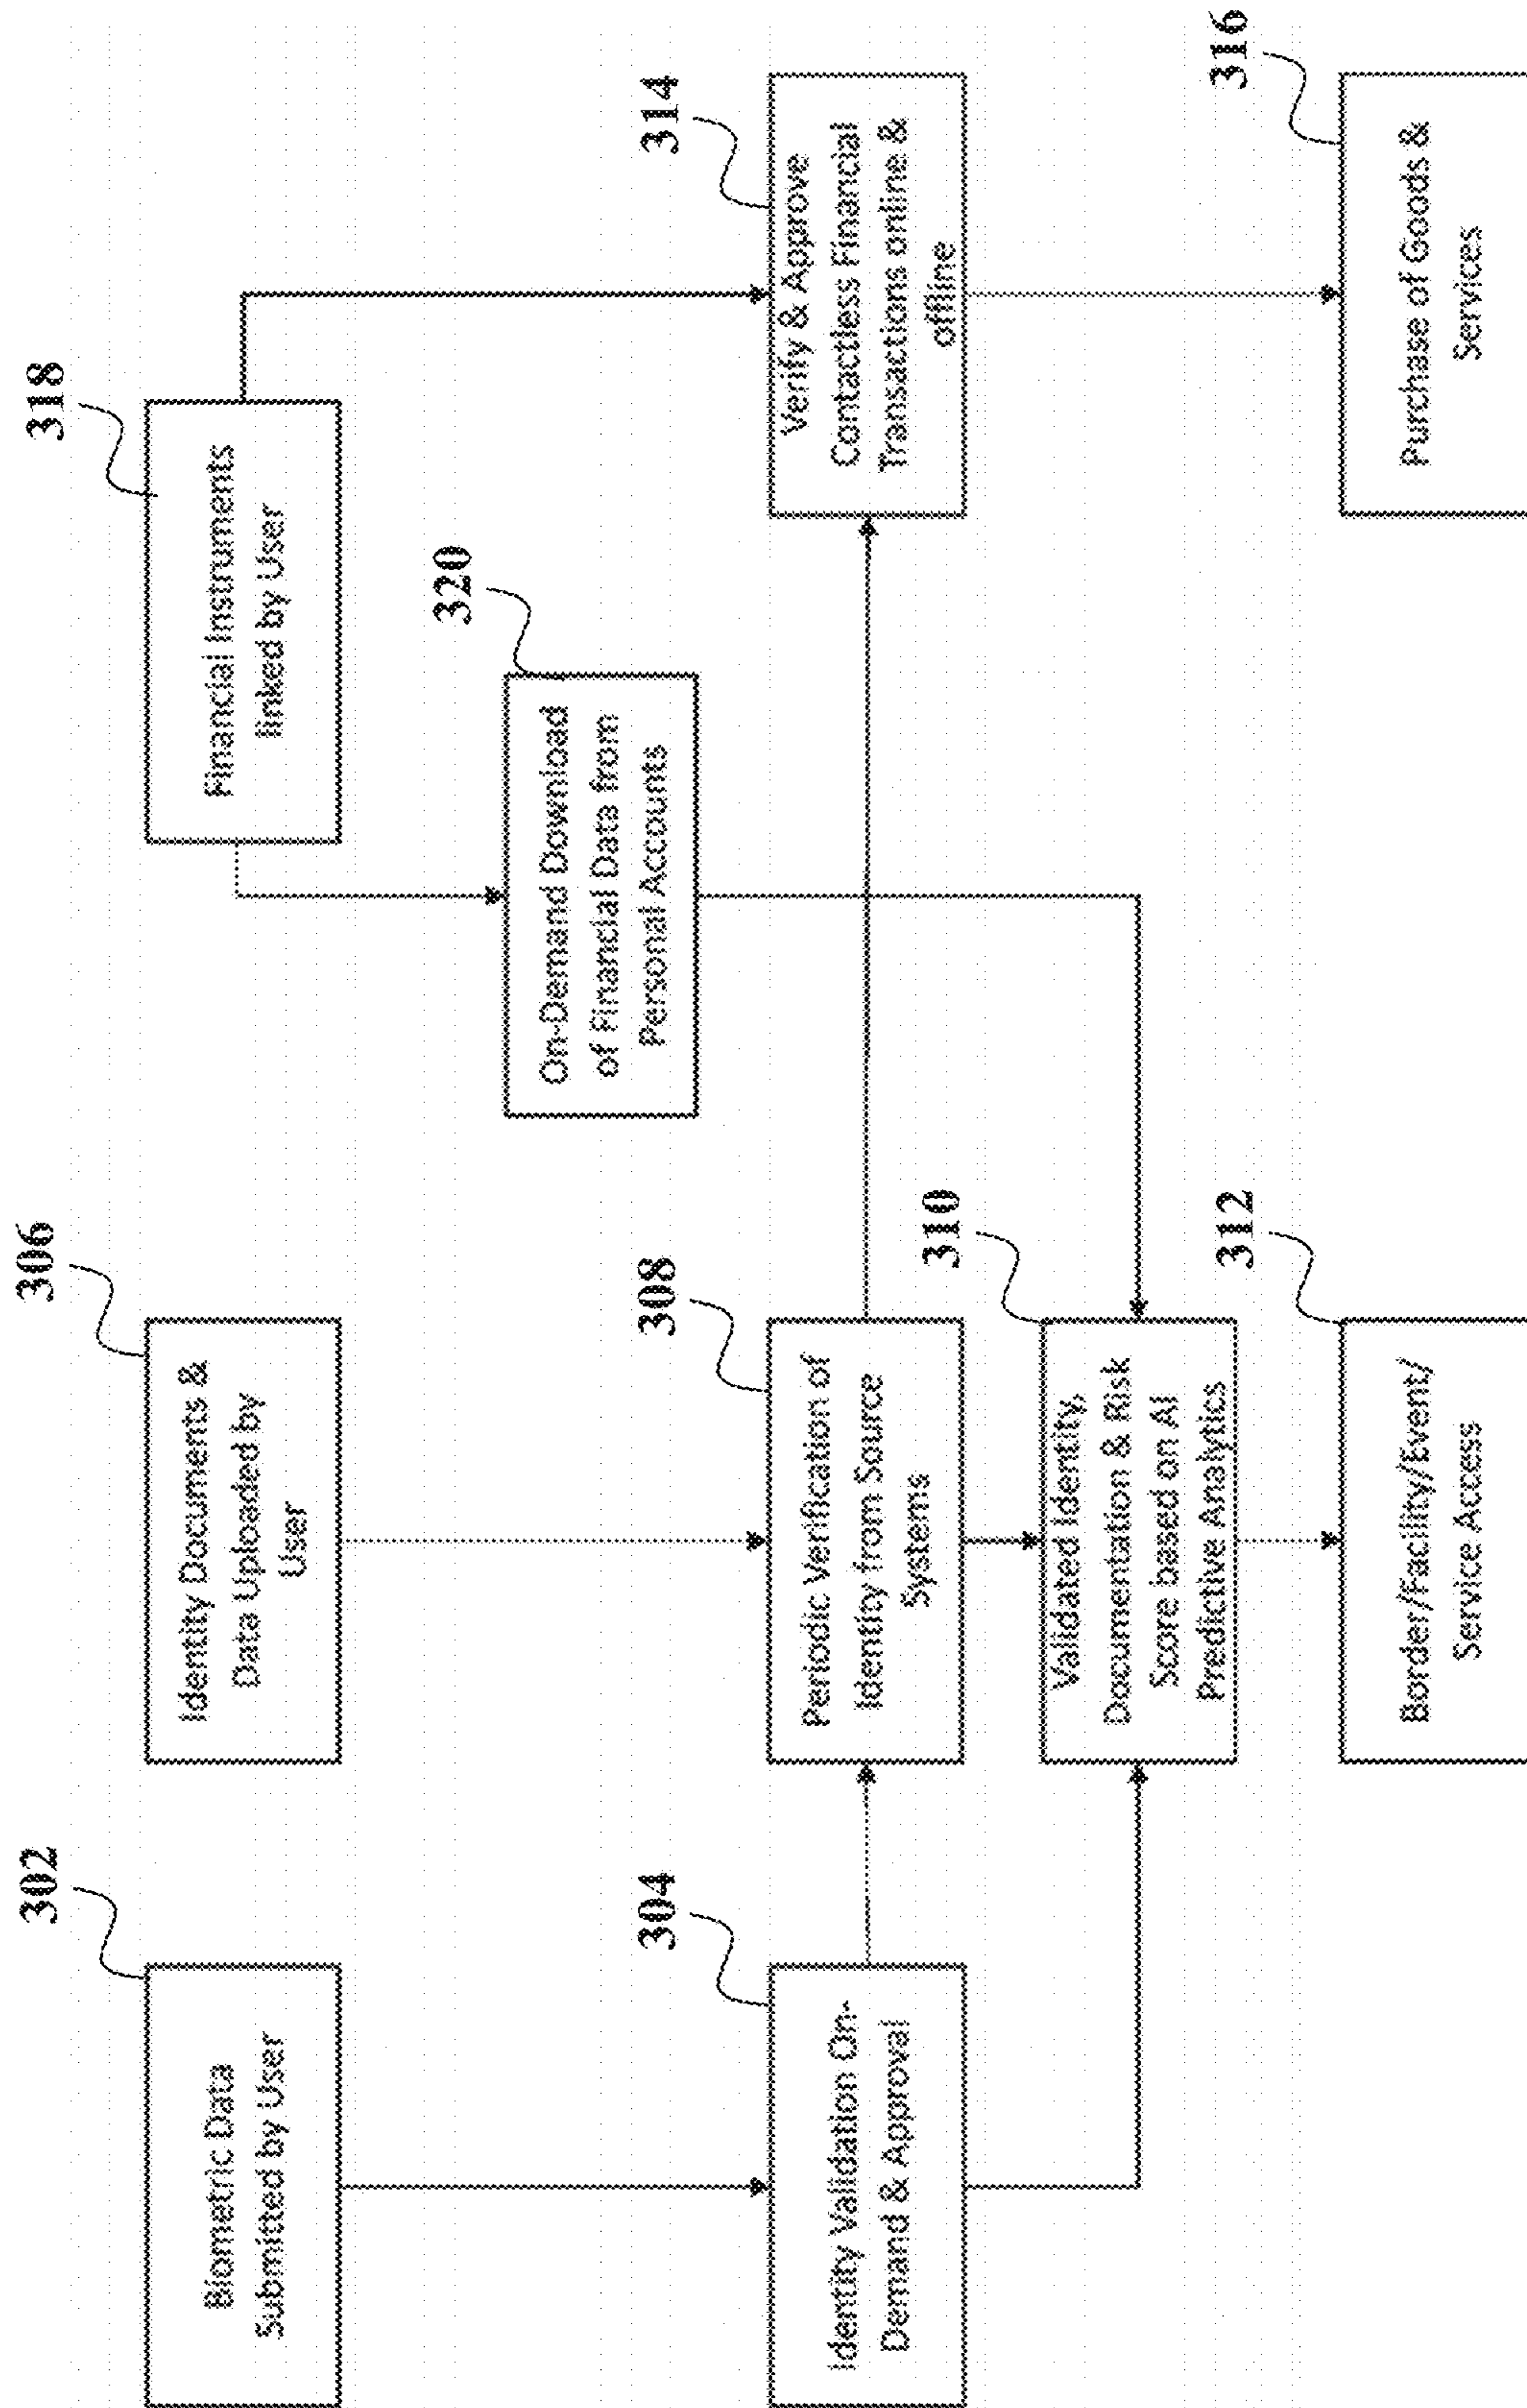 302
Biometric Data
Submitted by User
306
Identity Documents &
Data Uploaded by
User
318
Financial Instruments
linked by User
320
On-Demand Download
of Financial Data from
Personal Accounts
304
Identity Validation On-
Demand & Approval
308
Periodic Verification of
Identity from Source
Systems
314
Verify & Approve
Contactless Financial
Transactions online &
offline
310
Validated Identity,
Documentation & Risk
Score based on AI
Predictive Analytics
312
Border/Facility/Event/
Service Access
316
Purchase of Goods &
Services